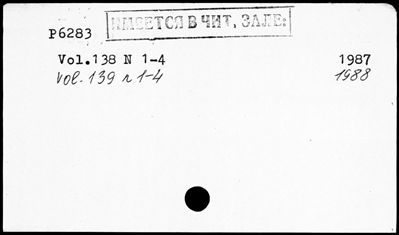 ИМЕЕТСЯ В ЧИТ. ЗАЛЕ:
P6283
Vol.138 N 1-4 1987
Vol. 139 n 1-4 1988